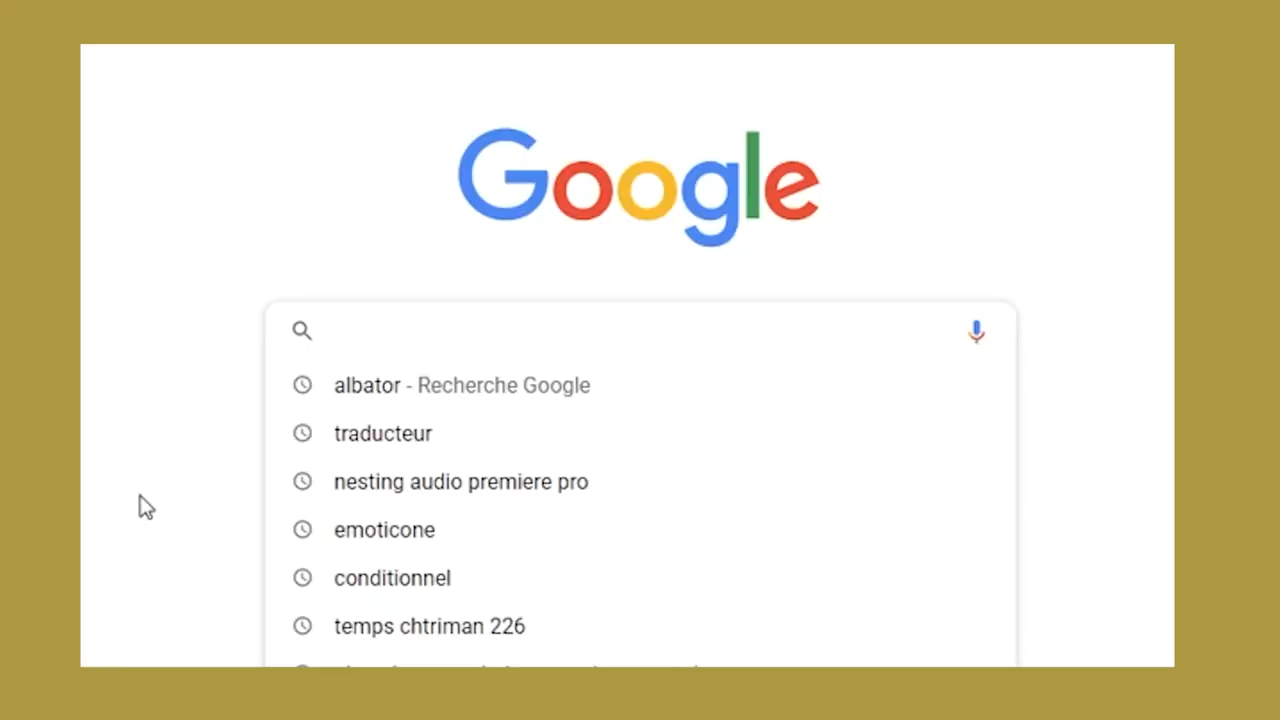 Google
albator - Recherche Google
traducteur
nesting audio premiere pro
emoticone
conditionnel
temps chtriman 226